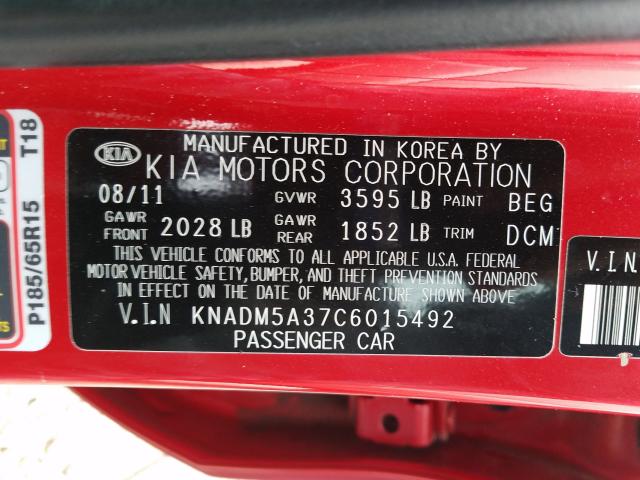 MANUFACTURED IN KOREA BY
KIA KIA MOTORS CORPORATION
08/11 GVWR 3595 LB PAINT BEG
GAWR FRONT 2028 LB GAWR REAR 1852 LB TRIM DCM
THIS VEHICLE CONFORMS TO ALL APPLICABLE U.S.A. FEDERAL
MOTOR VEHICLE SAFETY, BUMPER, AND THEFT PREVENTION STANDARDS
IN EFFECT ON THE DATE OF MANUFACTURE SHOWN ABOVE
V.I.N KNADM5A37C6015492
PASSENGER CAR
P185/65R15 T18
V.I.N